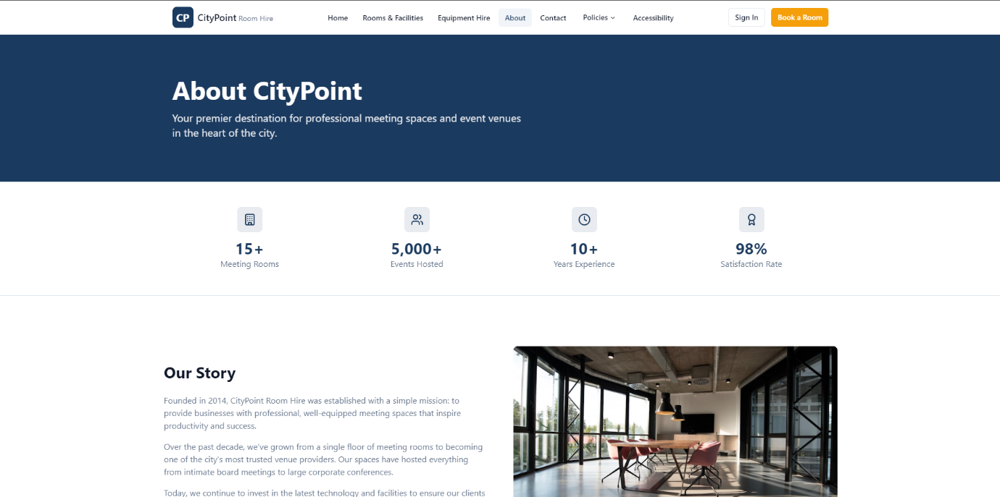 CP CityPoint Room Hire Home Rooms & Facilities Equipment Hire About Contact Policies Accessibility Sign In Book a Room
About CityPoint
Your premier destination for professional meeting spaces and event venues
in the heart of the city.
15+ 5,000+ 10+ 98%
Meeting Rooms Events Hosted Years Experience Satisfaction Rate
Our Story
Founded in 2014, CityPoint Room Hire was established with a simple mission: to
provide businesses with professional, well-equipped meeting spaces that inspire
productivity and success.
Over the past decade, we've grown from a single floor of meeting rooms to becoming
one of the city's most trusted venue providers. Our spaces have hosted everything
from intimate board meetings to large corporate conferences.
Today, we continue to invest in the latest technology and facilities to ensure our clients